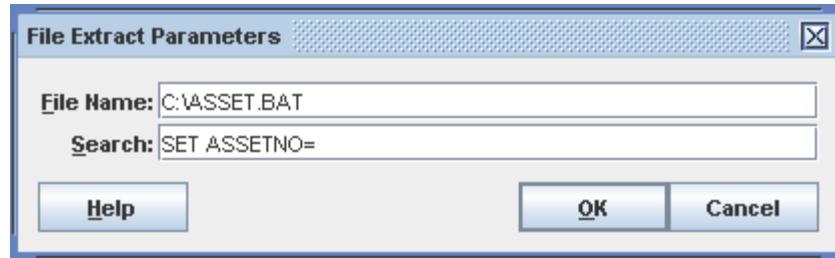 File Extract Parameters
File Name: C:\ASSET.BAT
Search: SET ASSETNO=
Help OK Cancel